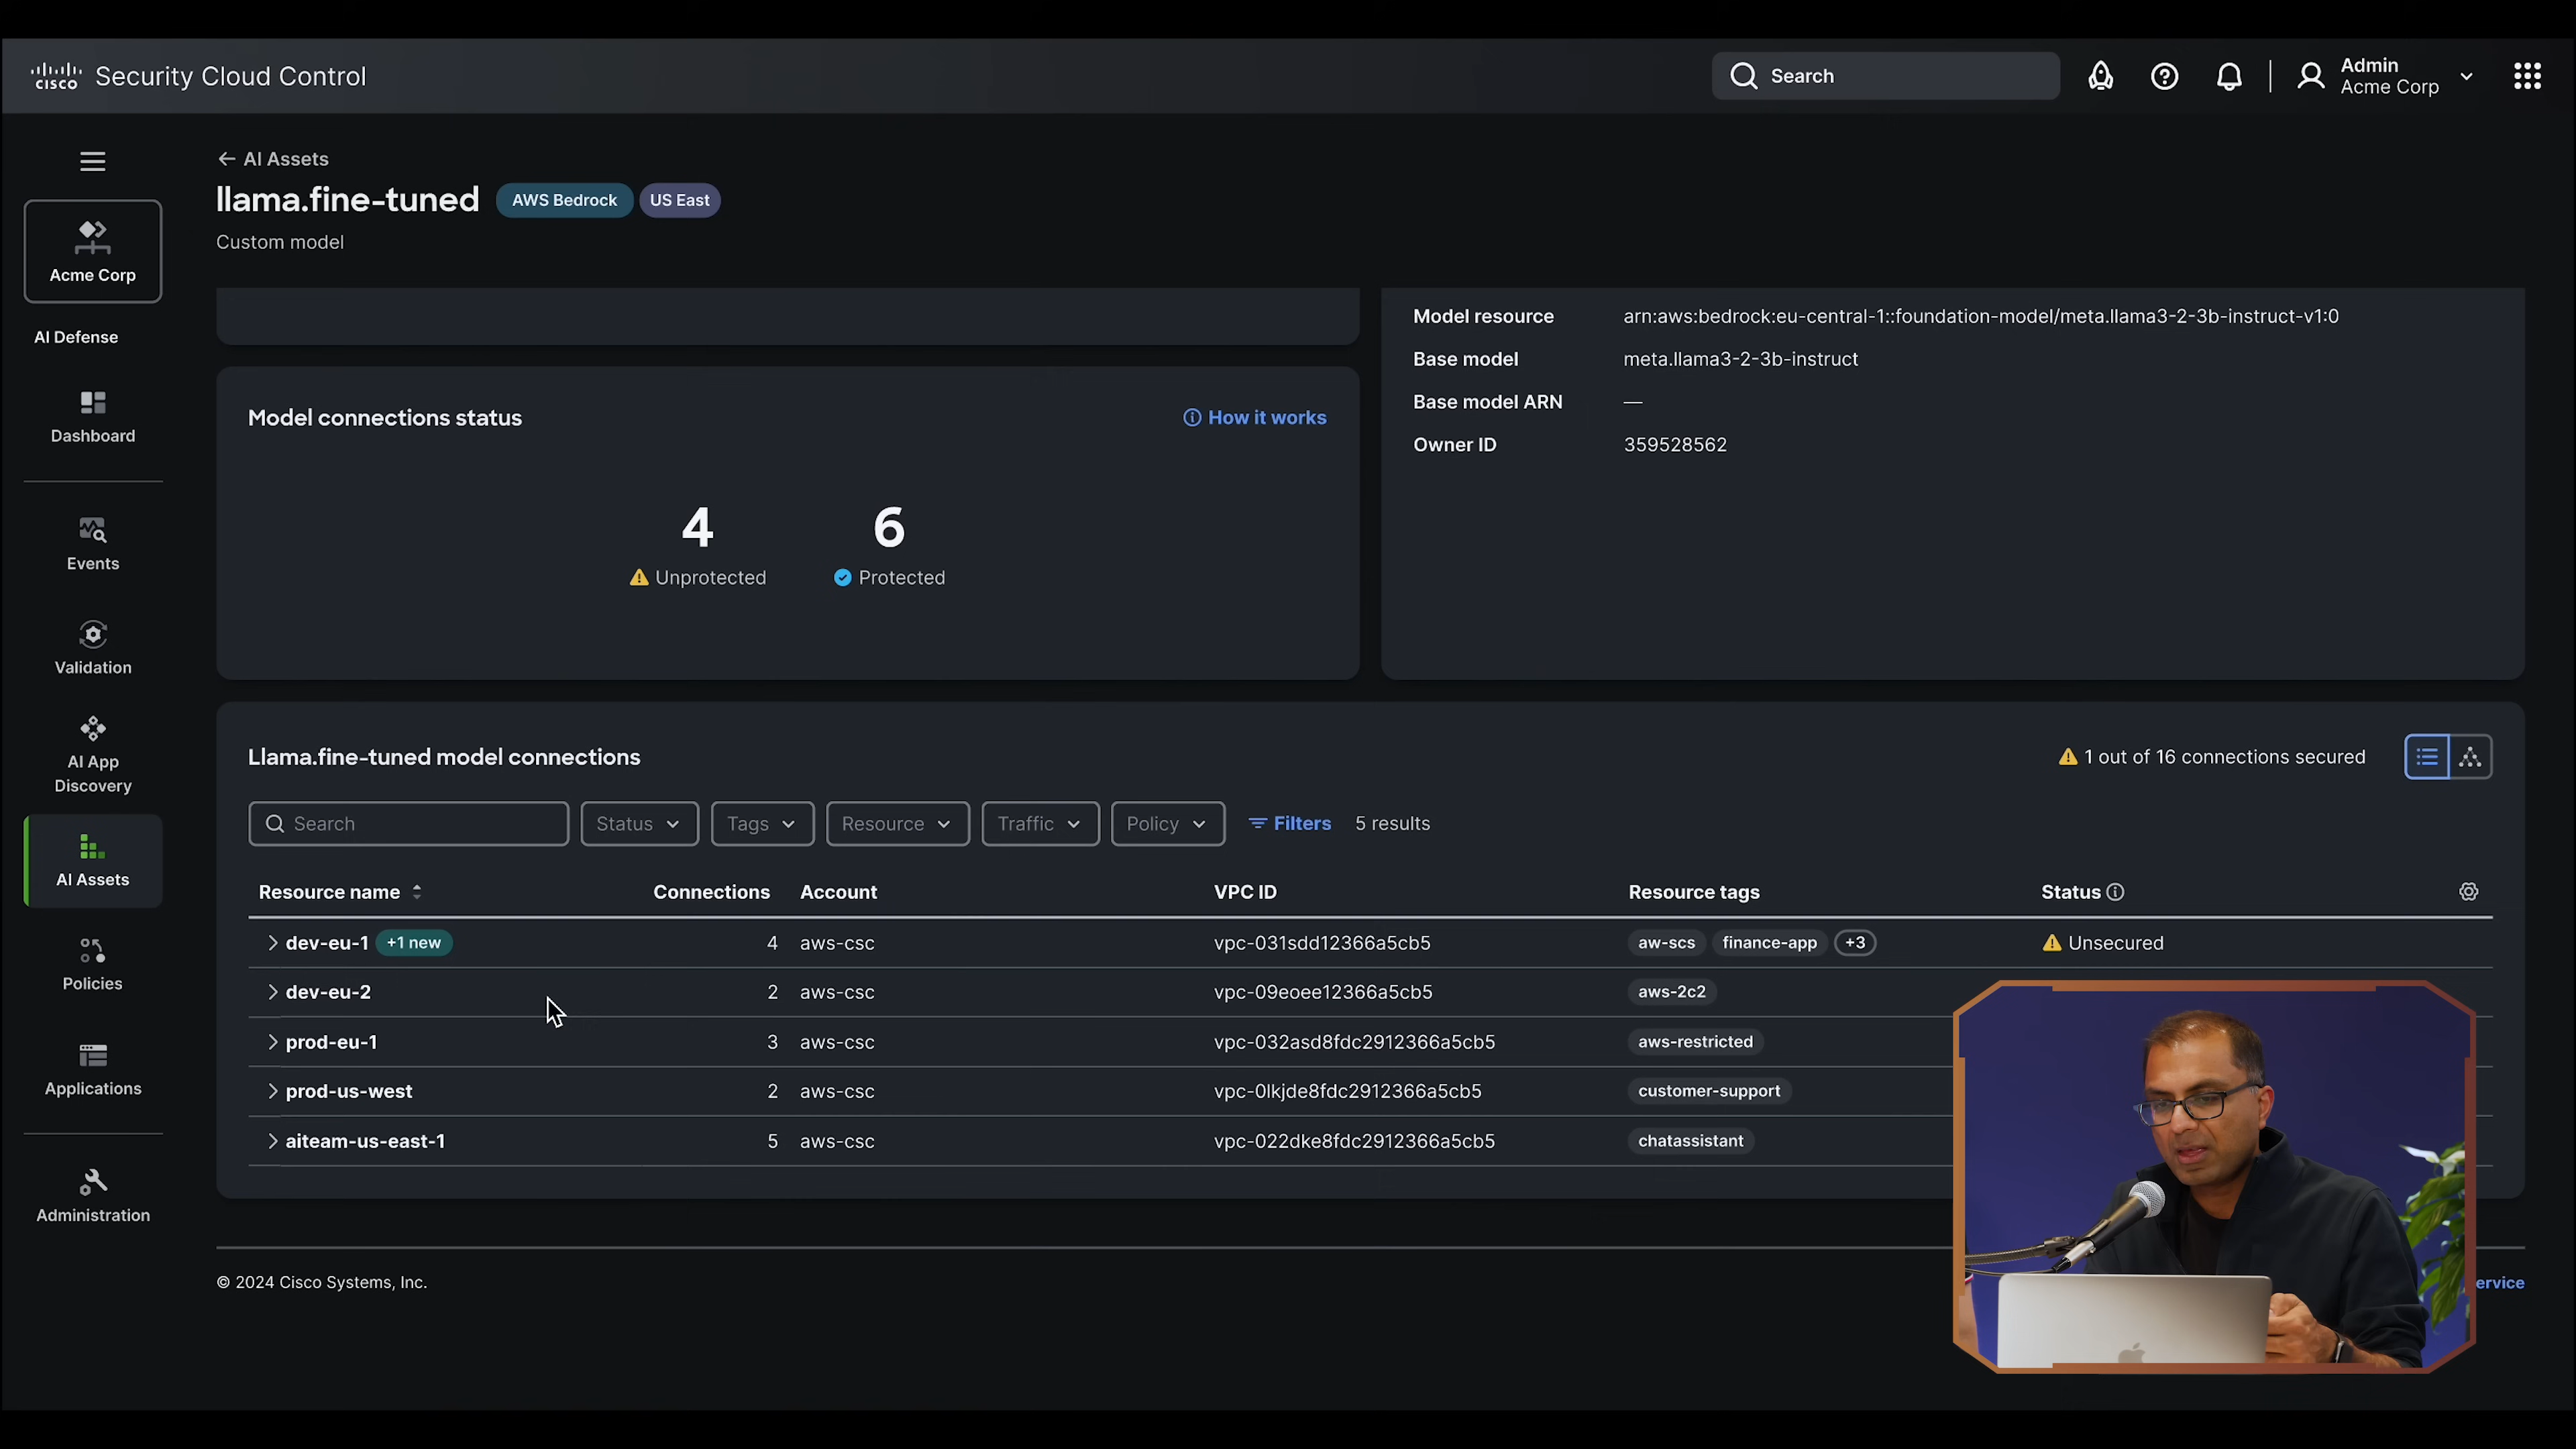 CISCO Security Cloud Control
Search
Admin
Acme Corp
Acme Corp
AI Defense
Dashboard
Events
Validation
AI App
Discovery
AI Assets
Policies
Applications
Administration
AI Assets
llama.fine-tuned AWS Bedrock US East
Custom model
Model resource arn:aws:bedrock:eu-central-1::foundation-model/meta.llama3-2-3b-instruct-v1:0
Base model meta.llama3-2-3b-instruct
Base model ARN —
Owner ID 359528562
Model connections status How it works
4 6
Unprotected Protected
Llama.fine-tuned model connections 1 out of 16 connections secured
Search Status Tags Resource Traffic Policy Filters 5 results
Resource name Connections Account VPC ID Resource tags Status
dev-eu-1 +1 new 4 aws-csc vpc-031sdd12366a5cb5 aw-scs finance-app +3 Unsecured
dev-eu-2 2 aws-csc vpc-09eoee12366a5cb5 aws-2c2
prod-eu-1 3 aws-csc vpc-032asd8fdc2912366a5cb5 aws-restricted
prod-us-west 2 aws-csc vpc-0lkjde8fdc2912366a5cb5 customer-support
aiteam-us-east-1 5 aws-csc vpc-022dke8fdc2912366a5cb5 chatassistant
© 2024 Cisco Systems, Inc. ervice